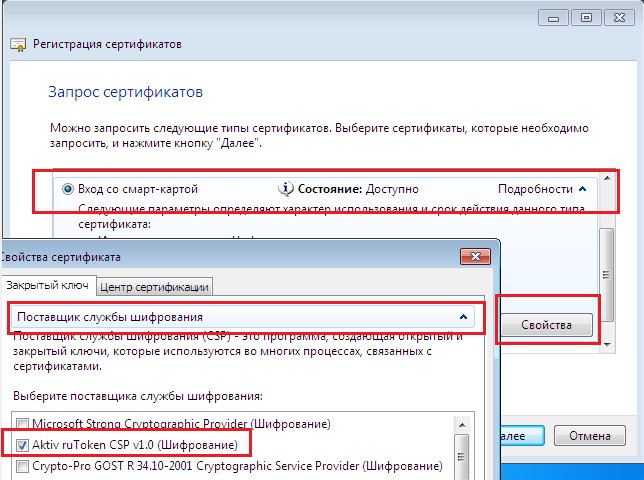 Регистрация сертификатов
Запрос сертификатов
Можно запросить следующие типы сертификатов. Выберите сертификаты, которые необходимо
запросить, и нажмите кнопку "Далее".
Вход со смарт-картой
Состояние: Доступно
Подробности
Следующие параметры определяют характер использования и срок действия данного типа
сертификата:
Свойства
Отмена
Свойства сертификата
Закрытый ключ
Центр сертификации
Поставщик службы шифрования
Поставщик службы шифрования (CSP) - это программа, создающая открытый и
закрытый ключи, которые используются во многих процессах, связанных с
сертификатами.
Выберите поставщика службы шифрования:
Microsoft Strong Cryptographic Provider (Шифрование)
Aktiv ruToken CSP v1.0 (Шифрование)
Crypto-Pro GOST R 34.10-2001 Cryptographic Service Provider (Шифрование)